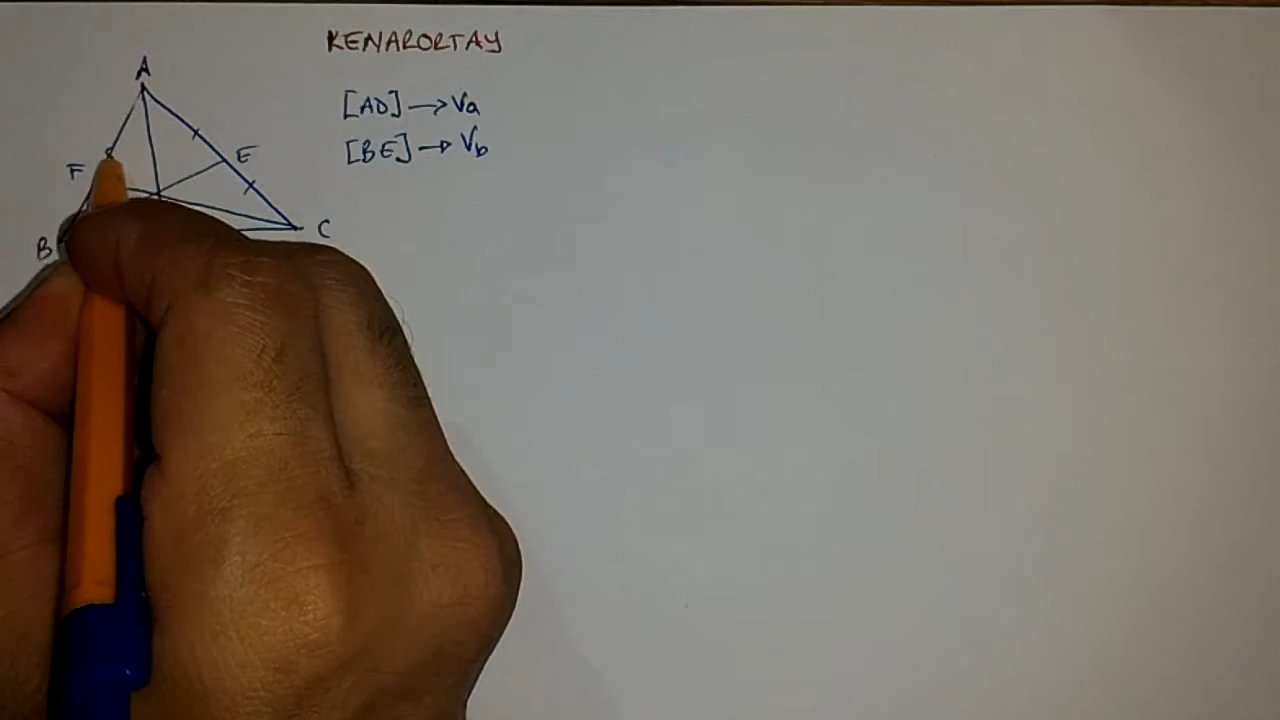 KENARORTAY
A
[AD] → Va
[BE] → Vb
E
F
C
B